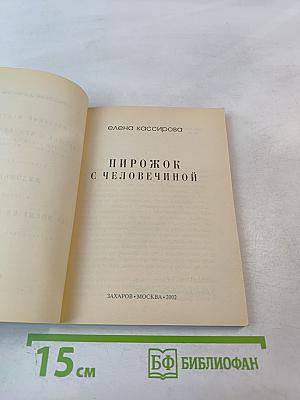 елена кассирова
ПИРОЖОК
С ЧЕЛОВЕЧИНОЙ
ЗАХАРОВ • МОСКВА • 2002
15 см
БФ БИБЛИОФАН